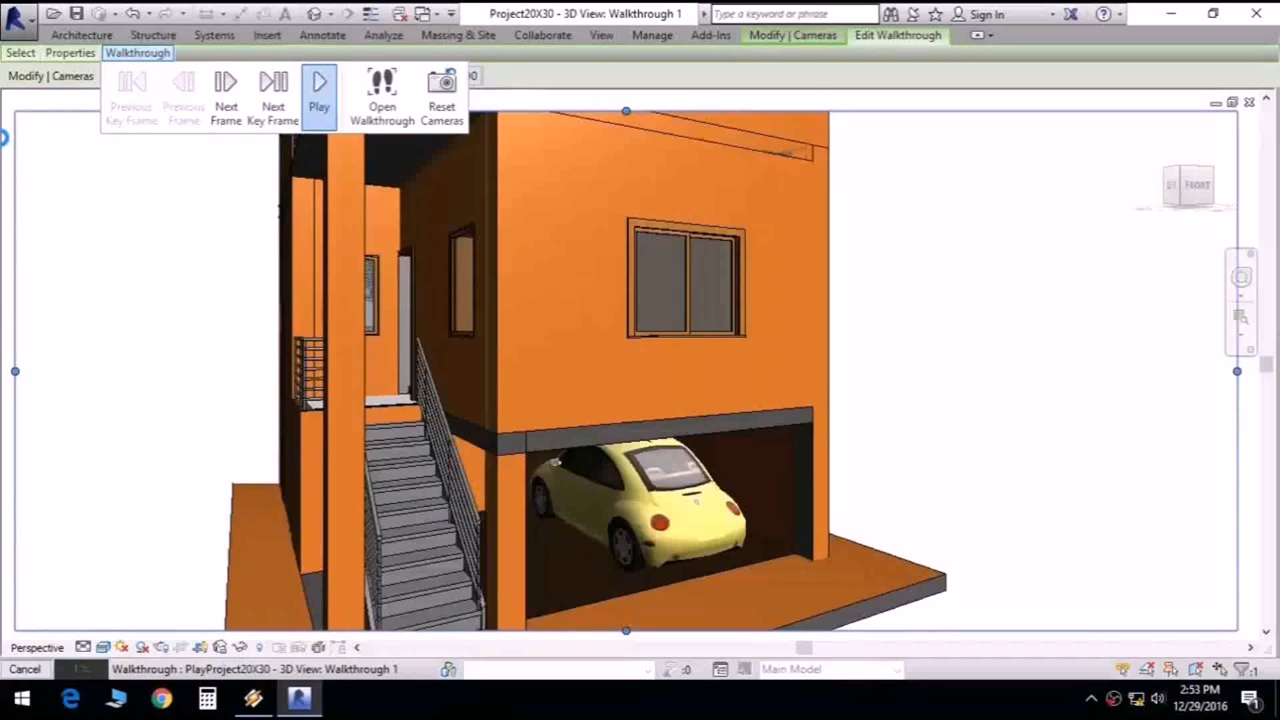 Project20X30 - 3D View: Walkthrough 1
Type a keyword or phrase
Sign In
Architecture Structure Systems Insert Annotate Analyze Massing & Site Collaborate View Manage Add-Ins Modify | Cameras Edit Walkthrough
Select Properties Walkthrough
Modify | Cameras
Previous Key Frame
Previous Frame
Next Frame
Next Key Frame
Play
Open Walkthrough
Reset Cameras
FRONT
Perspective
Cancel
Walkthrough : PlayProject20X30 - 3D View: Walkthrough 1
:0
Main Model
:1
2:53 PM
12/29/2016